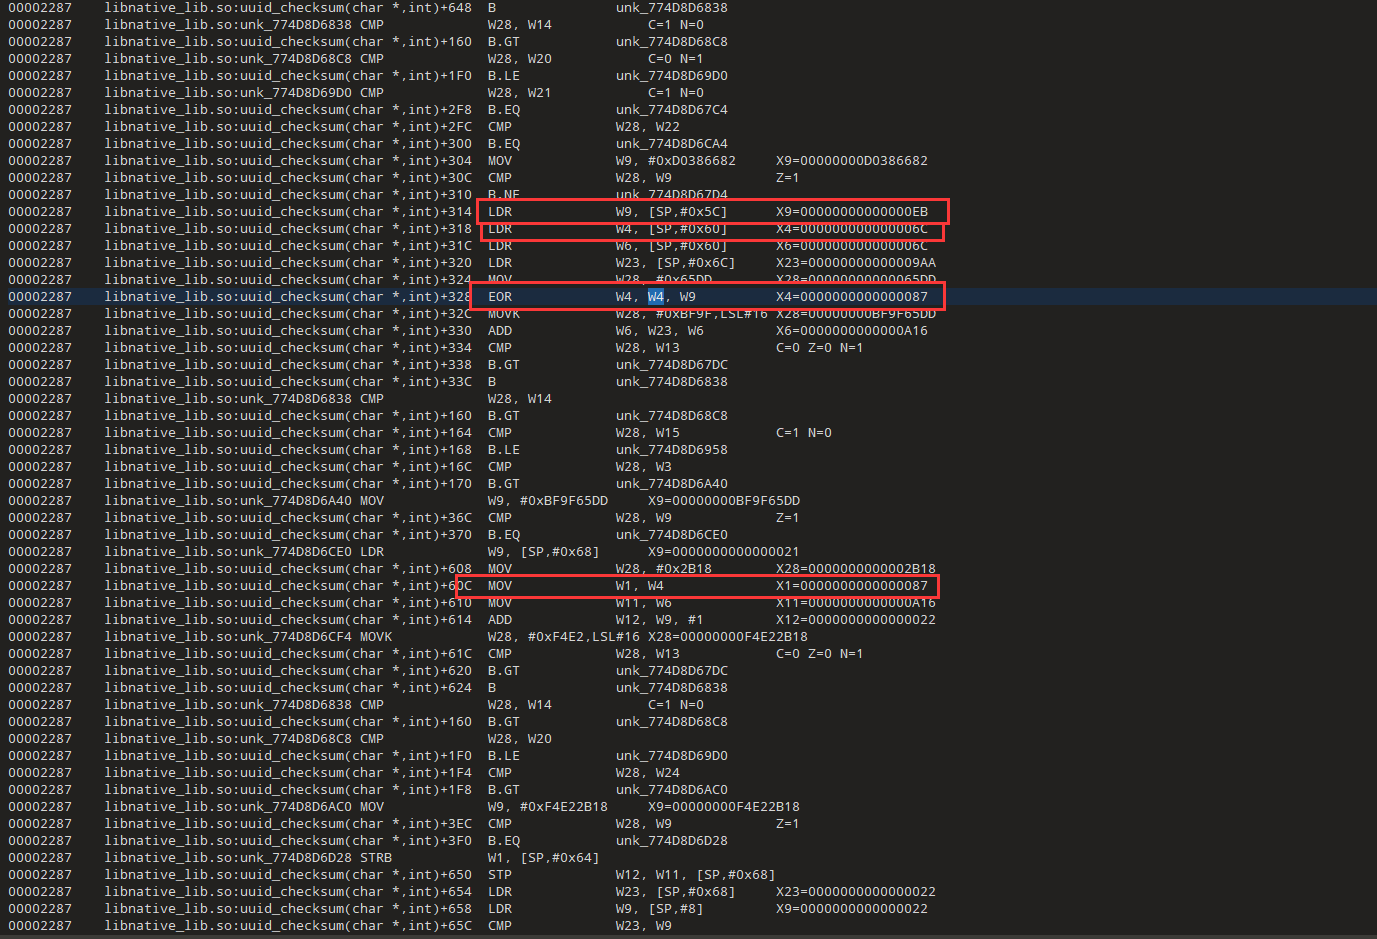 00002287 libnative_lib.so:uuid_checksum(char *,int)+648 B unk_774D8D6838
00002287 libnative_lib.so:unk_774D8D6838 CMP W28, W14 C=1 N=0
00002287 libnative_lib.so:uuid_checksum(char *,int)+160 B.GT unk_774D8D68C8
00002287 libnative_lib.so:unk_774D8D68C8 CMP W28, W20 C=0 N=1
00002287 libnative_lib.so:uuid_checksum(char *,int)+1F0 B.LE unk_774D8D69D0
00002287 libnative_lib.so:unk_774D8D69D0 CMP W28, W21 C=1 N=0
00002287 libnative_lib.so:uuid_checksum(char *,int)+2F8 B.EQ unk_774D8D67C4
00002287 libnative_lib.so:uuid_checksum(char *,int)+2FC CMP W28, W22
00002287 libnative_lib.so:uuid_checksum(char *,int)+300 B.EQ unk_774D8D6CA4
00002287 libnative_lib.so:uuid_checksum(char *,int)+304 MOV W9, #0xD0386682 X9=00000000D0386682
00002287 libnative_lib.so:uuid_checksum(char *,int)+30C CMP W28, W9 Z=1
00002287 libnative_lib.so:uuid_checksum(char *,int)+310 B.NE unk_774D8D67D4
00002287 libnative_lib.so:uuid_checksum(char *,int)+314 LDR W9, [SP,#0x5C] X9=00000000000000EB
00002287 libnative_lib.so:uuid_checksum(char *,int)+318 LDR W4, [SP,#0x60] X4=000000000000006C
00002287 libnative_lib.so:uuid_checksum(char *,int)+31C LDR W6, [SP,#0x60] X6=000000000000006C
00002287 libnative_lib.so:uuid_checksum(char *,int)+320 LDR W23, [SP,#0x6C] X23=00000000000009AA
00002287 libnative_lib.so:uuid_checksum(char *,int)+324 MOV W28, #0x65DD X28=00000000000065DD
00002287 libnative_lib.so:uuid_checksum(char *,int)+328 EOR W4, W4, W9 X4=0000000000000087
00002287 libnative_lib.so:uuid_checksum(char *,int)+32C MOVK W28, #0xBF9F,LSL#16 X28=00000000BF9F65DD
00002287 libnative_lib.so:uuid_checksum(char *,int)+330 ADD W6, W23, W6 X6=0000000000000A16
00002287 libnative_lib.so:uuid_checksum(char *,int)+334 CMP W28, W13 C=0 Z=0 N=1
00002287 libnative_lib.so:uuid_checksum(char *,int)+338 B.GT unk_774D8D67DC
00002287 libnative_lib.so:uuid_checksum(char *,int)+33C B unk_774D8D6838
00002287 libnative_lib.so:unk_774D8D6838 CMP W28, W14
00002287 libnative_lib.so:uuid_checksum(char *,int)+160 B.GT unk_774D8D68C8
00002287 libnative_lib.so:uuid_checksum(char *,int)+164 CMP W28, W15 C=1 N=0
00002287 libnative_lib.so:uuid_checksum(char *,int)+168 B.LE unk_774D8D6958
00002287 libnative_lib.so:uuid_checksum(char *,int)+16C CMP W28, W3
00002287 libnative_lib.so:uuid_checksum(char *,int)+170 B.GT unk_774D8D6A40
00002287 libnative_lib.so:unk_774D8D6A40 MOV W9, #0xBF9F65DD X9=00000000BF9F65DD
00002287 libnative_lib.so:uuid_checksum(char *,int)+36C CMP W28, W9 Z=1
00002287 libnative_lib.so:uuid_checksum(char *,int)+370 B.EQ unk_774D8D6CE0
00002287 libnative_lib.so:unk_774D8D6CE0 LDR W9, [SP,#0x68] X9=0000000000000021
00002287 libnative_lib.so:uuid_checksum(char *,int)+608 MOV W28, #0x2B18 X28=0000000000002B18
00002287 libnative_lib.so:uuid_checksum(char *,int)+60C MOV W1, W4 X1=0000000000000087
00002287 libnative_lib.so:uuid_checksum(char *,int)+610 MOV W11, W6 X11=0000000000000A16
00002287 libnative_lib.so:uuid_checksum(char *,int)+614 ADD W12, W9, #1 X12=0000000000000022
00002287 libnative_lib.so:unk_774D8D6CF4 MOVK W28, #0xF4E2,LSL#16 X28=00000000F4E22B18
00002287 libnative_lib.so:uuid_checksum(char *,int)+61C CMP W28, W13 C=0 Z=0 N=1
00002287 libnative_lib.so:uuid_checksum(char *,int)+620 B.GT unk_774D8D67DC
00002287 libnative_lib.so:uuid_checksum(char *,int)+624 B unk_774D8D6838
00002287 libnative_lib.so:unk_774D8D6838 CMP W28, W14 C=1 N=0
00002287 libnative_lib.so:uuid_checksum(char *,int)+160 B.GT unk_774D8D68C8
00002287 libnative_lib.so:unk_774D8D68C8 CMP W28, W20
00002287 libnative_lib.so:uuid_checksum(char *,int)+1F0 B.LE unk_774D8D69D0
00002287 libnative_lib.so:uuid_checksum(char *,int)+1F4 CMP W28, W24
00002287 libnative_lib.so:uuid_checksum(char *,int)+1F8 B.GT unk_774D8D6AC0
00002287 libnative_lib.so:unk_774D8D6AC0 MOV W9, #0xF4E22B18 X9=00000000F4E22B18
00002287 libnative_lib.so:uuid_checksum(char *,int)+3EC CMP W28, W9 Z=1
00002287 libnative_lib.so:uuid_checksum(char *,int)+3F0 B.EQ unk_774D8D6D28
00002287 libnative_lib.so:unk_774D8D6D28 STRB W1, [SP,#0x64]
00002287 libnative_lib.so:uuid_checksum(char *,int)+650 STP W12, W11, [SP,#0x68]
00002287 libnative_lib.so:uuid_checksum(char *,int)+654 LDR W23, [SP,#0x68] X23=0000000000000022
00002287 libnative_lib.so:uuid_checksum(char *,int)+658 LDR W9, [SP,#8] X9=0000000000000022
00002287 libnative_lib.so:uuid_checksum(char *,int)+65C CMP W23, W9